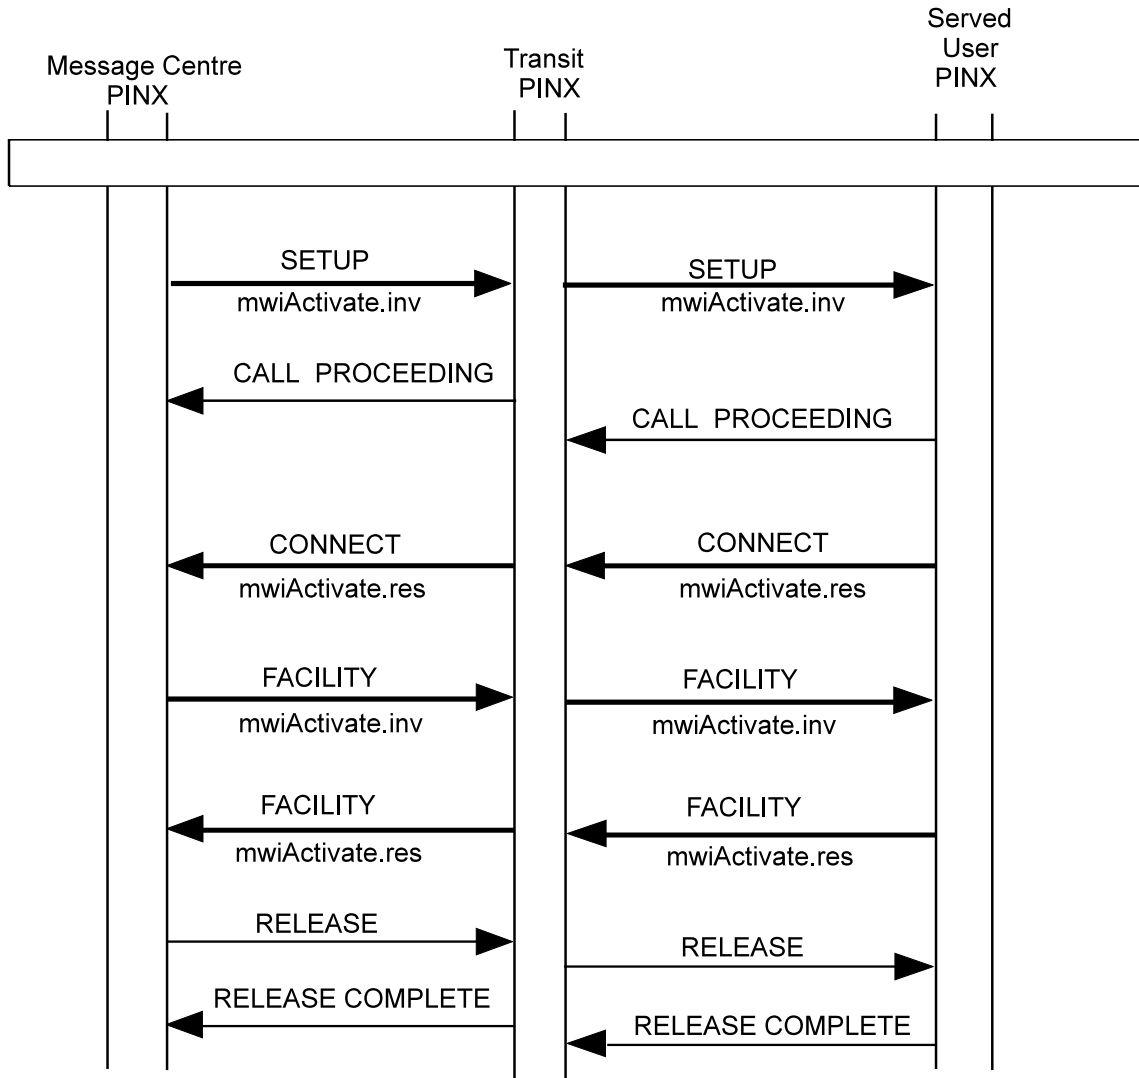 Served
User
PINX
Transit
PINX
Message Centre
PINX
SETUP
mwiActivate.inv
SETUP
mwiActivate.inv
CALL PROCEEDING
CALL PROCEEDING
CONNECT
mwiActivate.res
CONNECT
mwiActivate.res
FACILITY
mwiActivate.inv
FACILITY
mwiActivate.inv
FACILITY
mwiActivate.res
FACILITY
mwiActivate.res
RELEASE
RELEASE
RELEASE COMPLETE
RELEASE COMPLETE